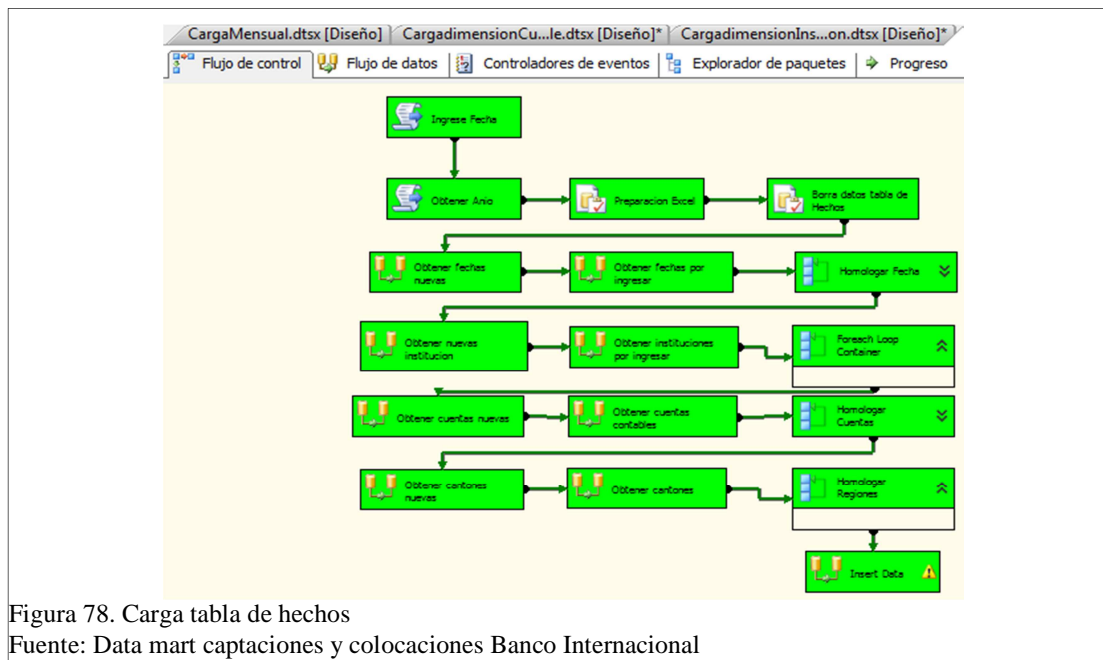 CargaMensual.dtsx [Diseño] CargadimensionCu...le.dtsx [Diseño]* CargadimensionIns...on.dtsx [Diseño]*
Flujo de control Flujo de datos Controladores de eventos Explorador de paquetes Progreso
Ingrese Fecha
Obtener Anio
Preparacion Excel
Borra datos tabla de
Hechos
Obtener fechas
nuevas
Obtener fechas por
ingresar
Homologar Fecha
Obtener nuevas
institucion
Obtener instituciones
por ingresar
Foreach Loop
Container
Obtener cuentas nuevas
Obtener cuentas
contables
Homologar
Cuentas
Obtener cantones
nuevas
Obtener cantones
Homologar
Regiones
Insert Data
Figura 78. Carga tabla de hechos
Fuente: Data mart captaciones y colocaciones Banco Internacional